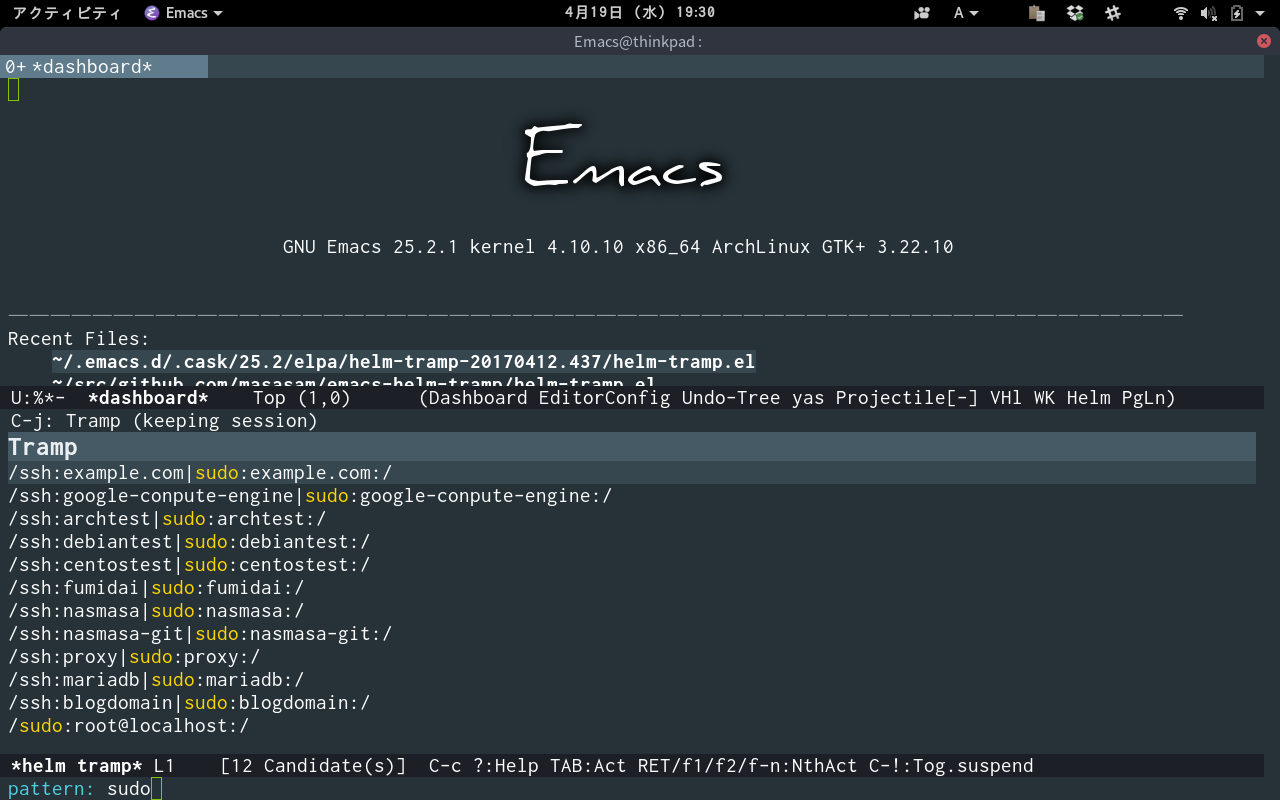 アクティビティ Emacs 4月19日 (水) 19:30 A
Emacs@thinkpad:
0+ *dashboard*
Emacs
GNU Emacs 25.2.1 kernel 4.10.10 x86_64 ArchLinux GTK+ 3.22.10
Recent Files:
~/.emacs.d/.cask/25.2/elpa/helm-tramp-20170412.437/helm-tramp.el
~/src/github.com/masasam/emacs-helm-tramp/helm-tramp.el
U:%*- *dashboard* Top (1,0) (Dashboard EditorConfig Undo-Tree yas Projectile[-] VHl WK Helm PgLn)
C-j: Tramp (keeping session)
Tramp
/ssh:example.com|sudo:example.com:/
/ssh:google-conpute-engine|sudo:google-conpute-engine:/
/ssh:archtest|sudo:archtest:/
/ssh:debiantest|sudo:debiantest:/
/ssh:centostest|sudo:centostest:/
/ssh:fumidai|sudo:fumidai:/
/ssh:nasmasa|sudo:nasmasa:/
/ssh:nasmasa-git|sudo:nasmasa-git:/
/ssh:proxy|sudo:proxy:/
/ssh:mariadb|sudo:mariadb:/
/ssh:blogdomain|sudo:blogdomain:/
/sudo:root@localhost:/
*helm tramp* L1 [12 Candidate(s)] C-c ?:Help TAB:Act RET/f1/f2/f-n:NthAct C-!:Tog.suspend
pattern: sudo